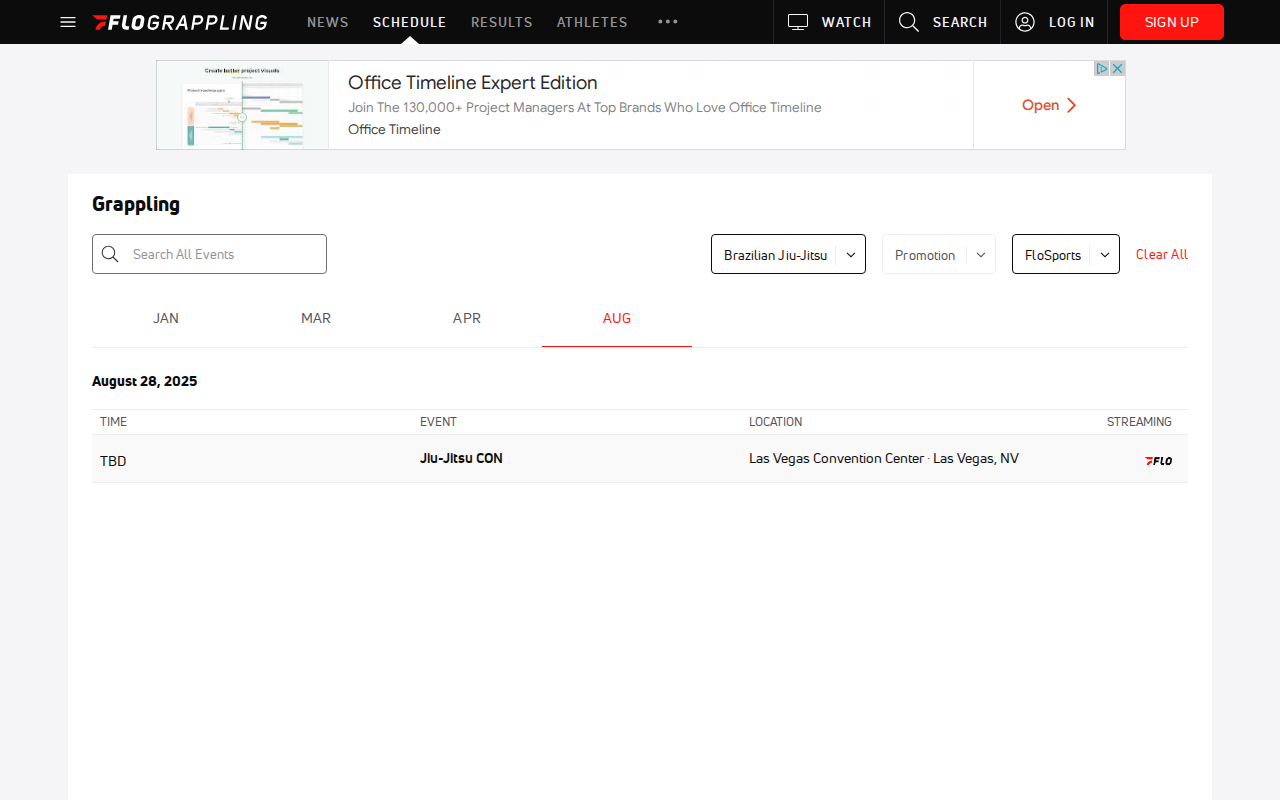 FLOGRAPPLING NEWS SCHEDULE RESULTS ATHLETES WATCH SEARCH LOG IN SIGN UP
Create better project visuals
Office Timeline Expert Edition
Join The 130,000+ Project Managers At Top Brands Who Love Office Timeline
Office Timeline
Open
Grappling
Search All Events Brazilian Jiu-Jitsu Promotion FloSports Clear All
JAN MAR APR AUG
August 28, 2025
TIME EVENT LOCATION STREAMING
TBD Jiu-Jitsu CON Las Vegas Convention Center · Las Vegas, NV FLO